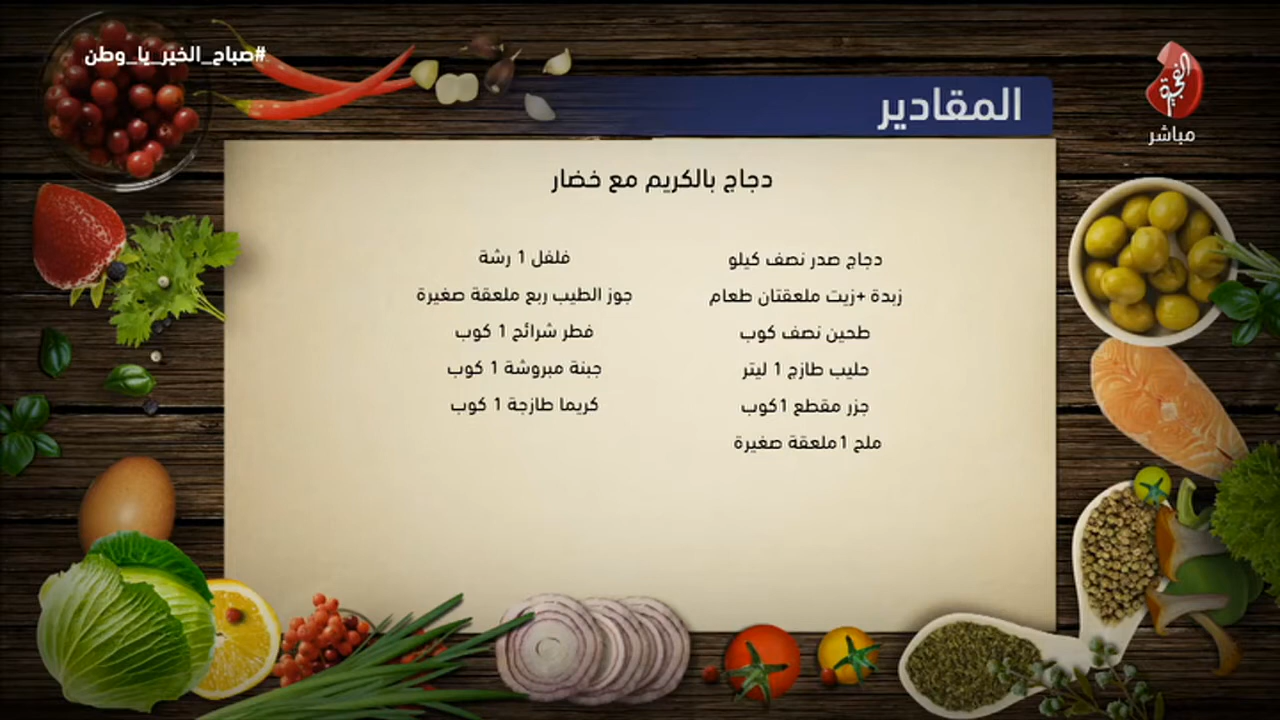 #صباح_الخير_يا_وطن
الفجيرة
مباشر
المقادير
دجاج بالكريم مع خضار
دجاج صدر نصف كيلو
زبدة +زيت ملعقتان طعام
طحين نصف كوب
حليب طازج 1 ليتر
جزر مقطع 1كوب
ملح 1ملعقة صغيرة
فلفل 1 رشة
جوز الطيب ربع ملعقة صغيرة
فطر شرائح 1 كوب
جبنة مبروشة 1 كوب
كريما طازجة 1 كوب